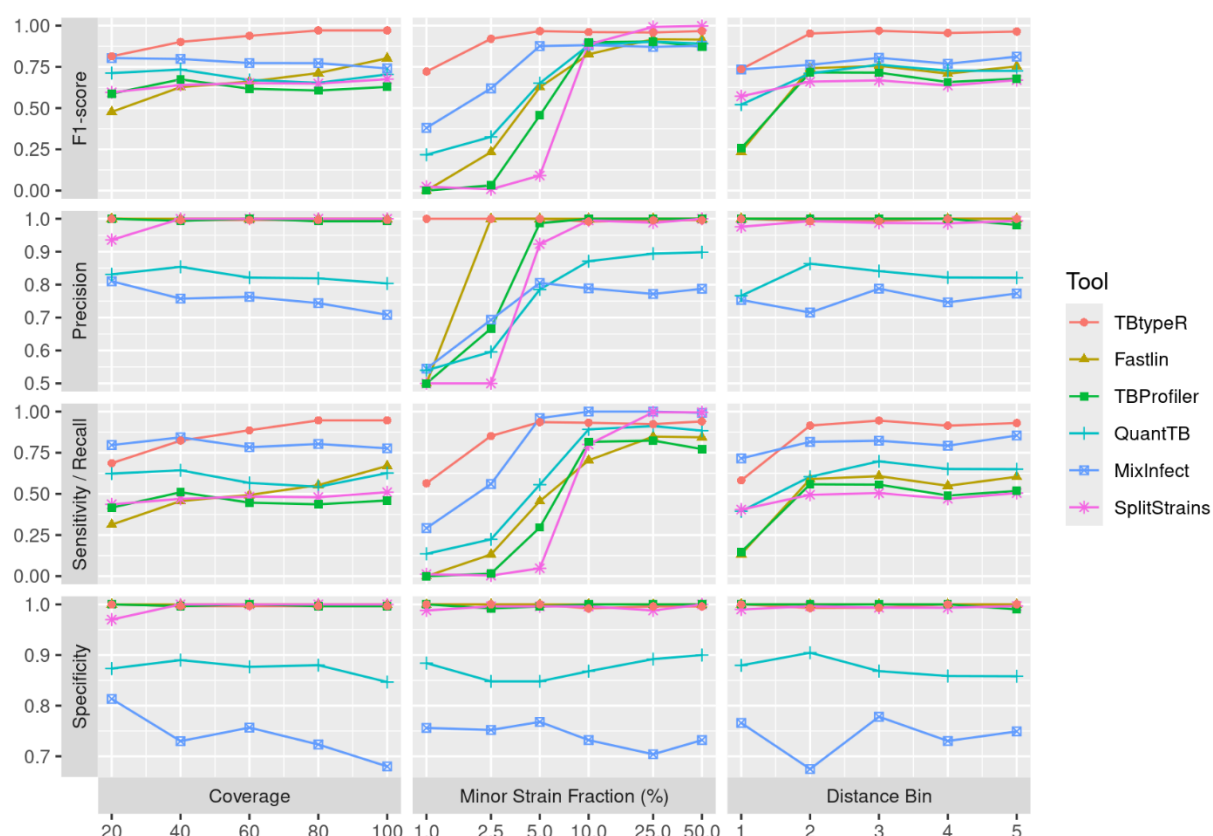 F1-score
1.00
0.75
0.50
0.25
0.00
Precision
1.0
0.9
0.8
0.7
0.6
0.5
Sensitivity / Recall
1.00
0.75
0.50
0.25
0.00
Specificity
1.0
0.9
0.8
0.7
Coverage
Minor Strain Fraction (%)
Distance Bin
20 40 60 80 100
1.0 2.5 5.0 10.0 25.0 50.0
1 2 3 4 5
Tool
TBtypeR
Fastlin
TBProfiler
QuantTB
MixInfect
SplitStrains